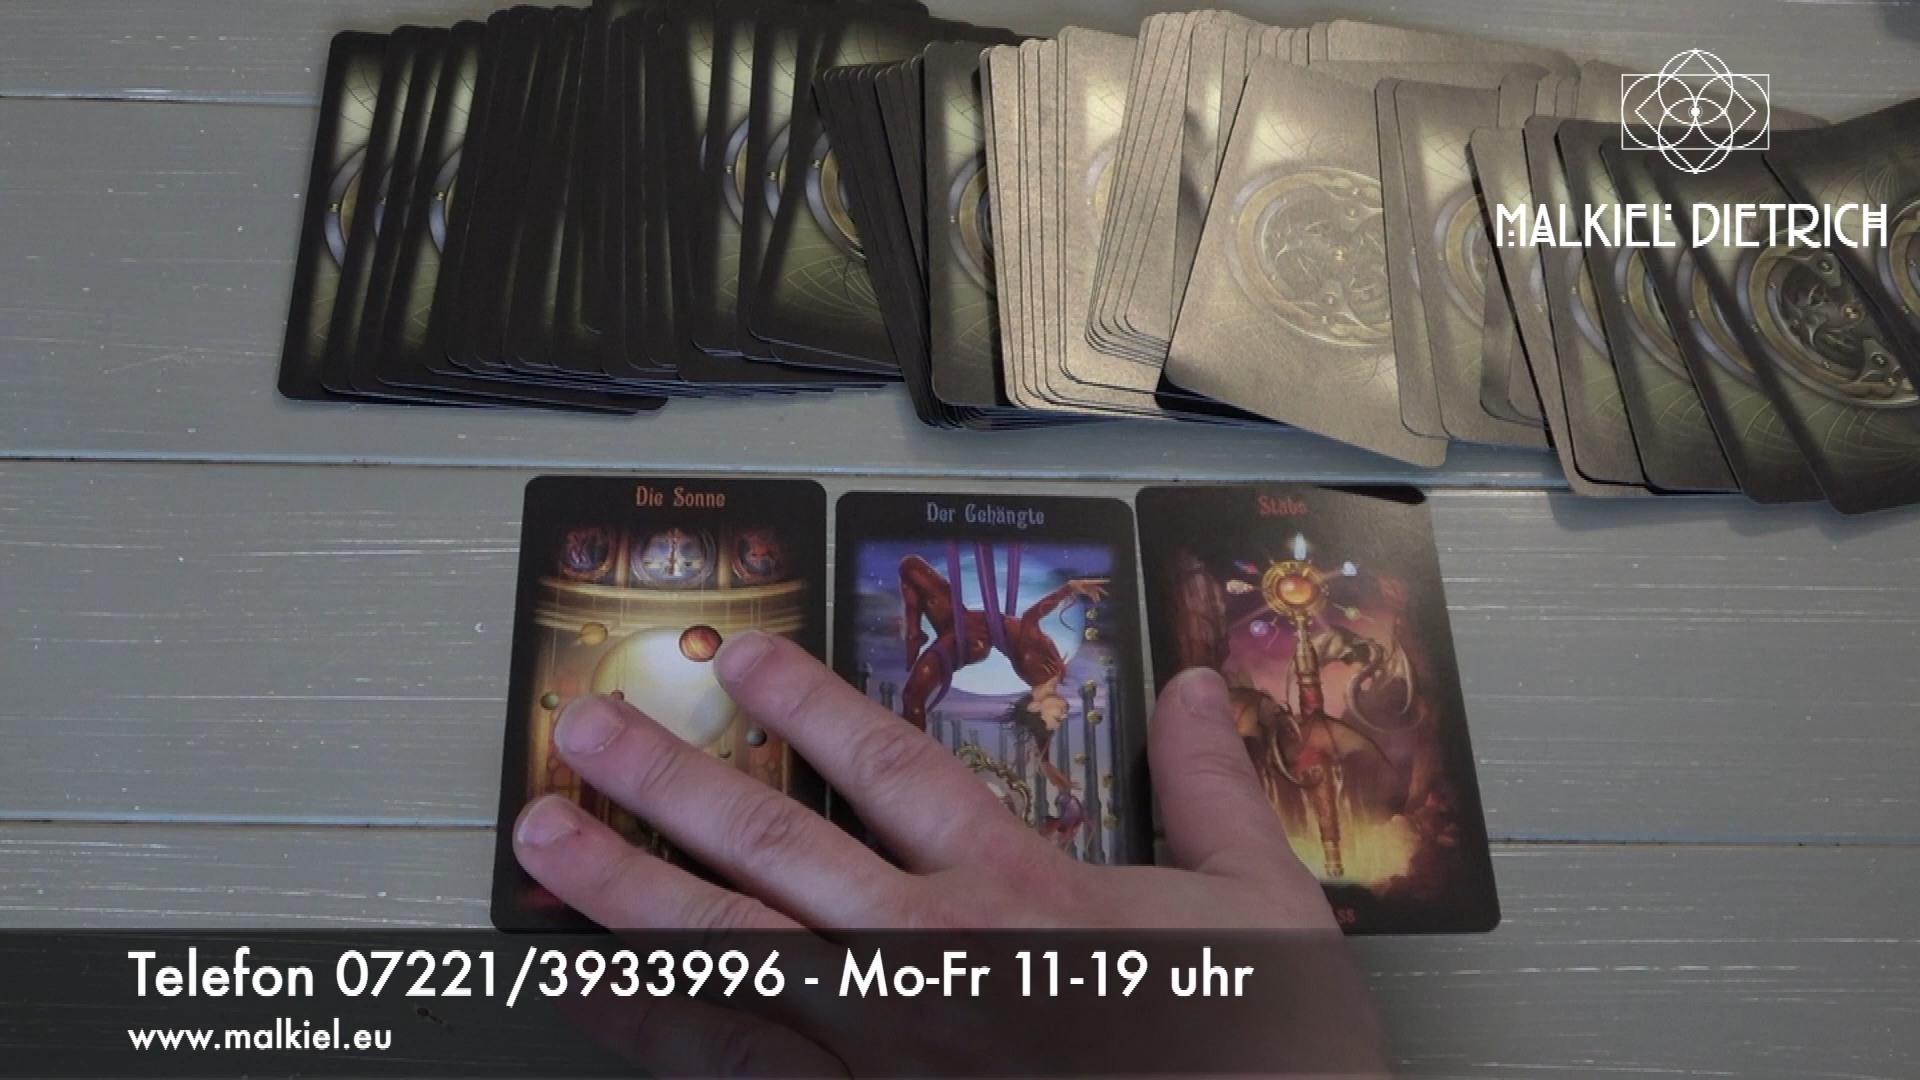 MALKIEL DIETRICH
Die Sonne
Der Gehängte
Stäbe
Telefon 07221/3933996 - Mo-Fr 11-19 uhr
www.malkiel.eu